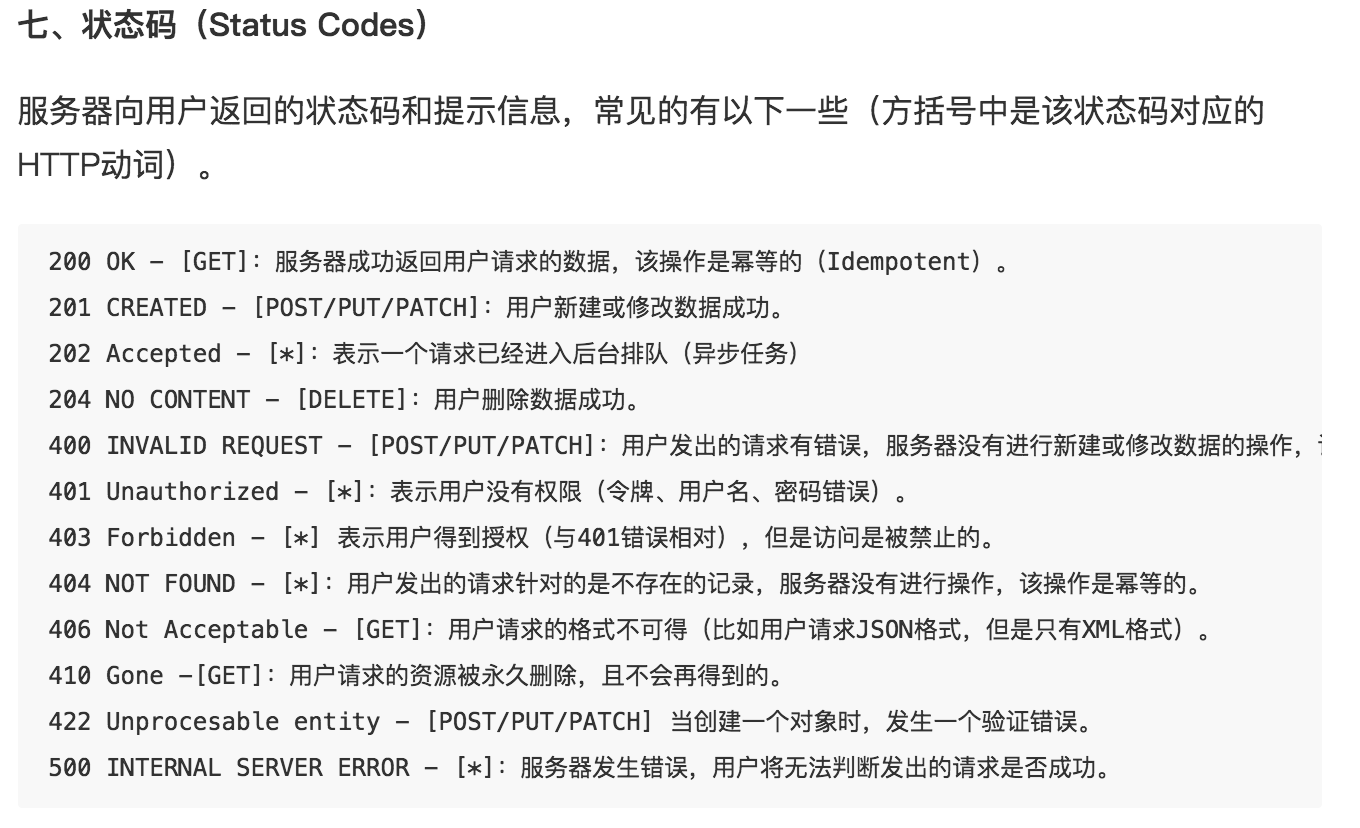 七、状态码（Status Codes）
服务器向用户返回的状态码和提示信息，常见的有以下一些（方括号中是该状态码对应的
HTTP动词）。
200 OK - [GET]：服务器成功返回用户请求的数据，该操作是幂等的（Idempotent）。
201 CREATED - [POST/PUT/PATCH]：用户新建或修改数据成功。
202 Accepted - [*]：表示一个请求已经进入后台排队（异步任务）
204 NO CONTENT - [DELETE]：用户删除数据成功。
400 INVALID REQUEST - [POST/PUT/PATCH]：用户发出的请求有错误，服务器没有进行新建或修改数据的操作，
401 Unauthorized - [*]：表示用户没有权限（令牌、用户名、密码错误）。
403 Forbidden - [*] 表示用户得到授权（与401错误相对），但是访问是被禁止的。
404 NOT FOUND - [*]：用户发出的请求针对的是不存在的记录，服务器没有进行操作，该操作是幂等的。
406 Not Acceptable - [GET]：用户请求的格式不可得（比如用户请求JSON格式，但是只有XML格式）。
410 Gone -[GET]：用户请求的资源被永久删除，且不会再得到的。
422 Unprocesable entity - [POST/PUT/PATCH] 当创建一个对象时，发生一个验证错误。
500 INTERNAL SERVER ERROR - [*]：服务器发生错误，用户将无法判断发出的请求是否成功。